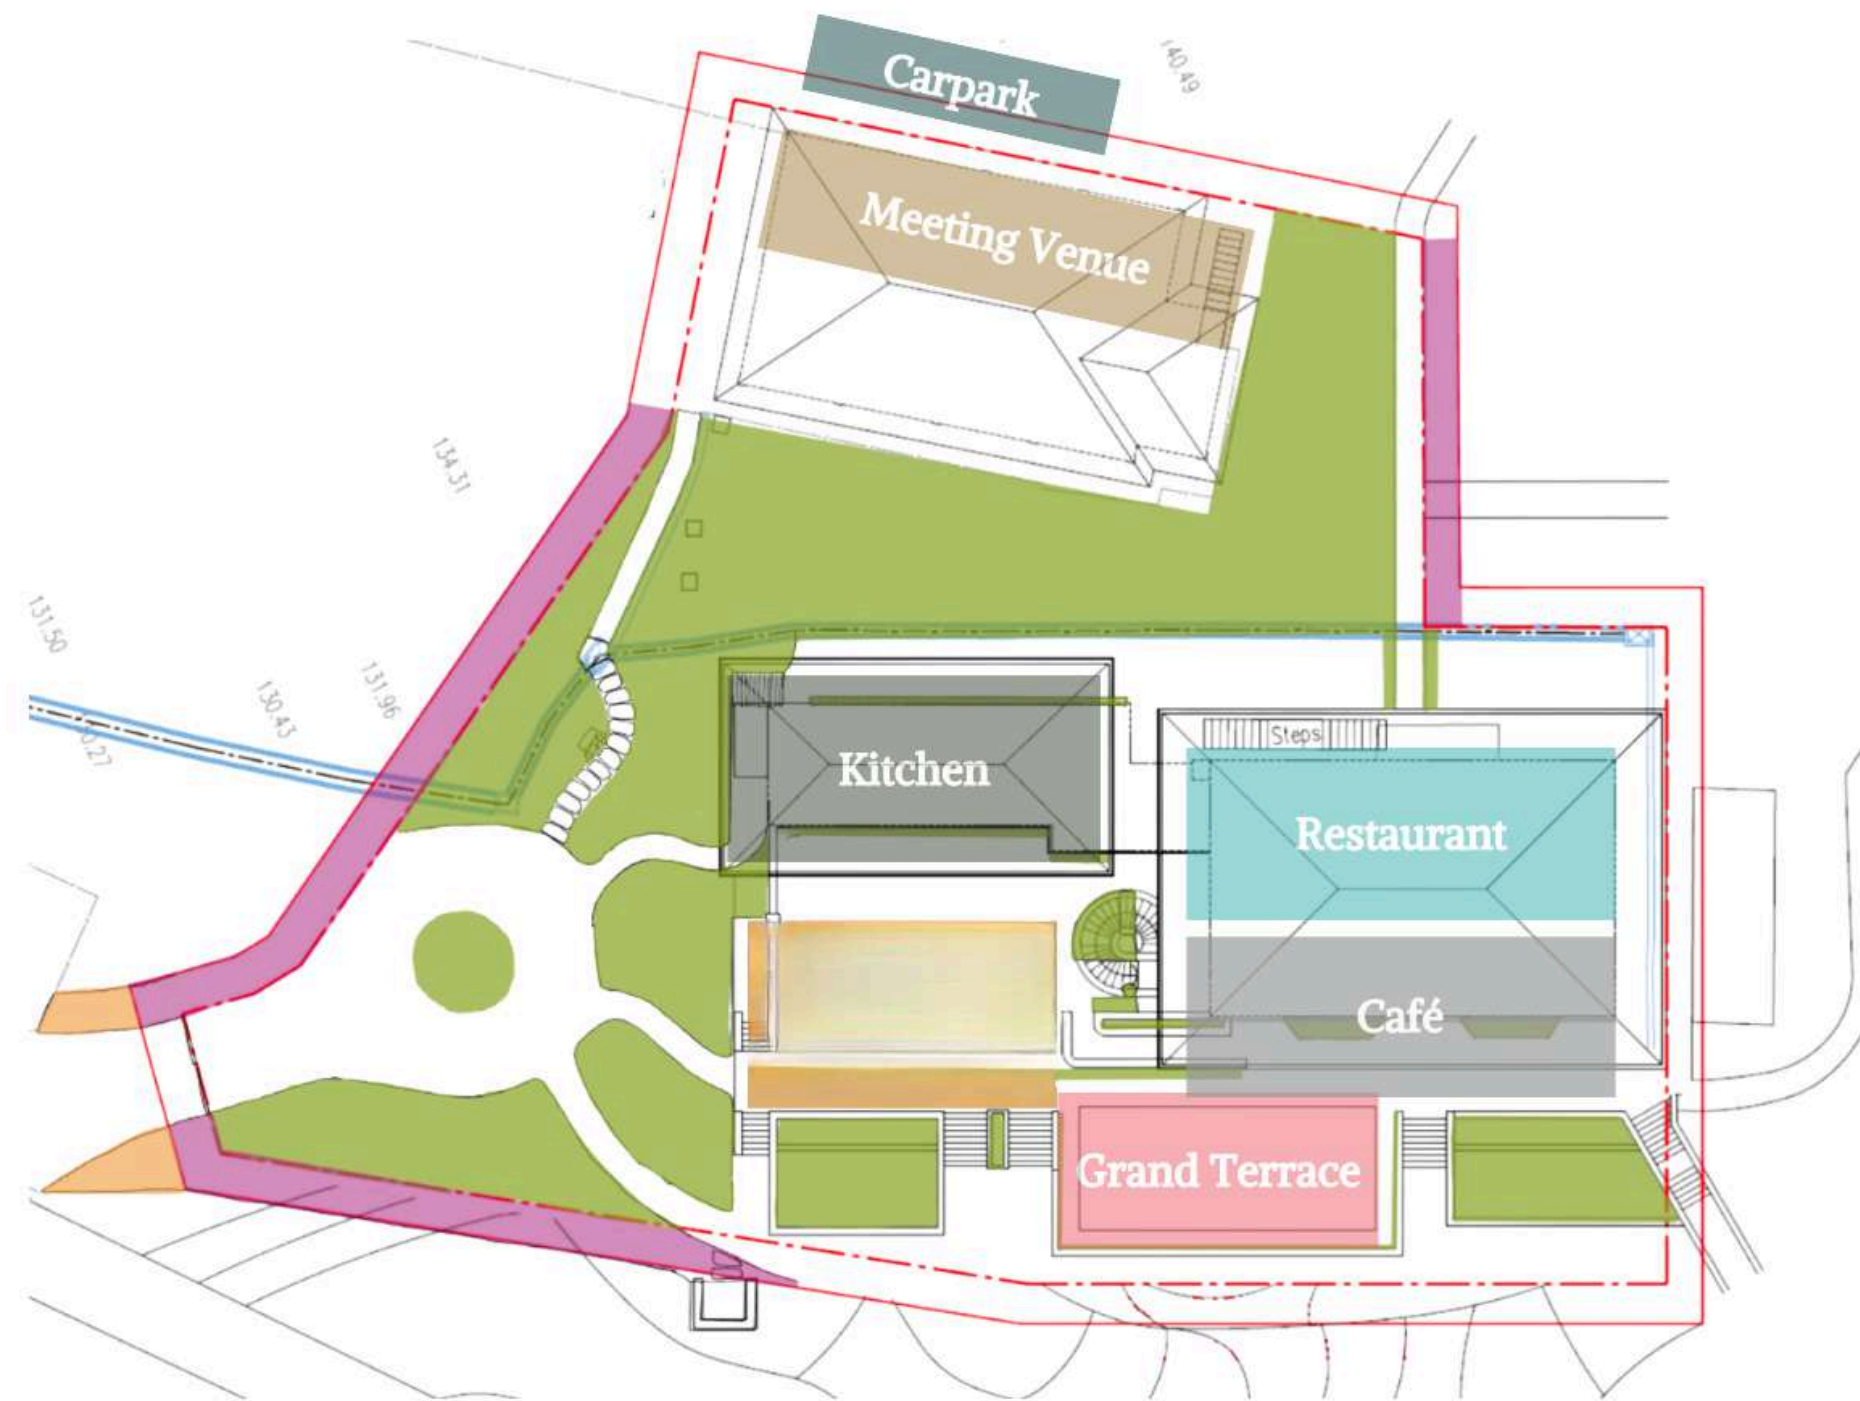 Carpark
140.49
Meeting Venue
134.31
131.50
131.96
130.43
Kitchen
Steps
Restaurant
Café
Grand Terrace